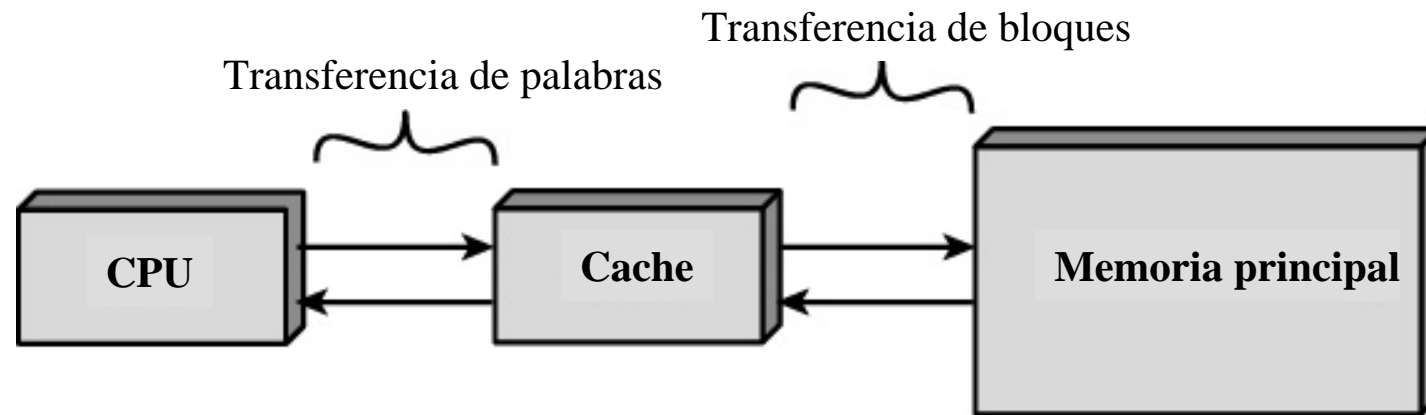 Transferencia de bloques
Transferencia de palabras
CPU
Cache
Memoria principal